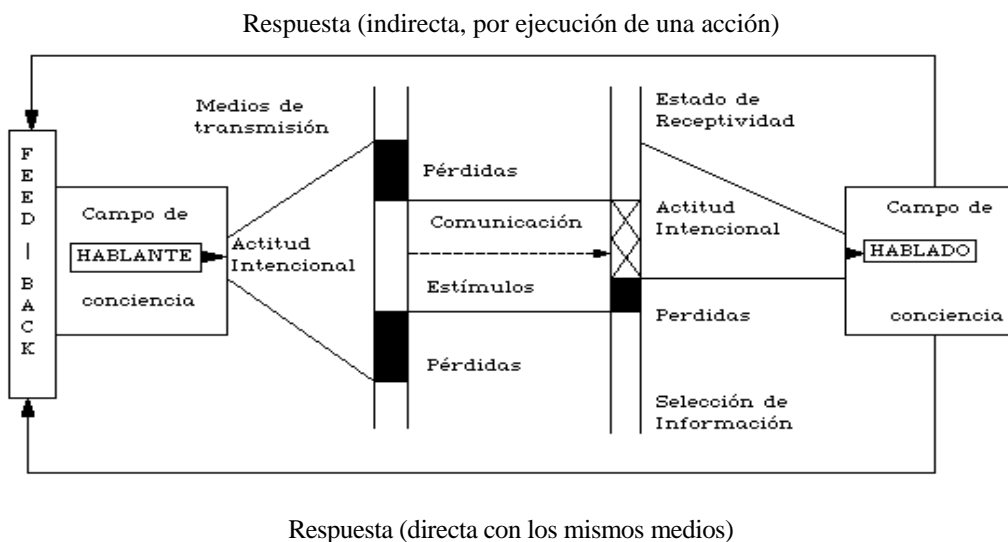 Respuesta (indirecta, por ejecución de una acción)
FEED | BACK
Campo de
HABLANTE
conciencia
Medios de
transmisión
Actitud
Intencional
Pérdidas
Comunicación
Estímulos
Pérdidas
Estado de
Receptividad
Actitud
Intencional
Perdidas
Selección de
Información
Campo de
HABLADO
conciencia
Respuesta (directa con los mismos medios)